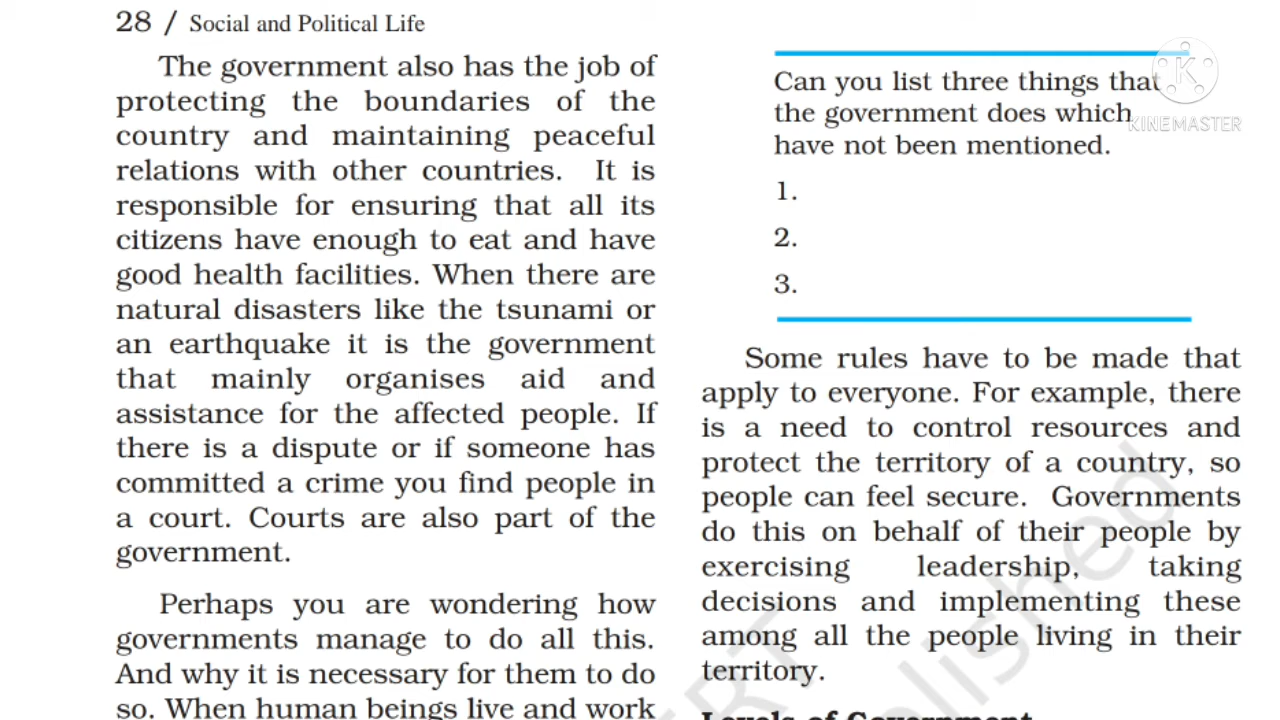 28 / Social and Political Life
The government also has the job of
protecting the boundaries of the
country and maintaining peaceful
relations with other countries. It is
responsible for ensuring that all its
citizens have enough to eat and have
good health facilities. When there are
natural disasters like the tsunami or
an earthquake it is the government
that mainly organises aid and
assistance for the affected people. If
there is a dispute or if someone has
committed a crime you find people in
a court. Courts are also part of the
government.
Perhaps you are wondering how
governments manage to do all this.
And why it is necessary for them to do
so. When human beings live and work
Can you list three things that
the government does which
have not been mentioned.
1.
2.
3.
Some rules have to be made that
apply to everyone. For example, there
is a need to control resources and
protect the territory of a country, so
people can feel secure. Governments
do this on behalf of their people by
exercising leadership, taking
decisions and implementing these
among all the people living in their
territory.
Levels of Government
K
KINEMASTER